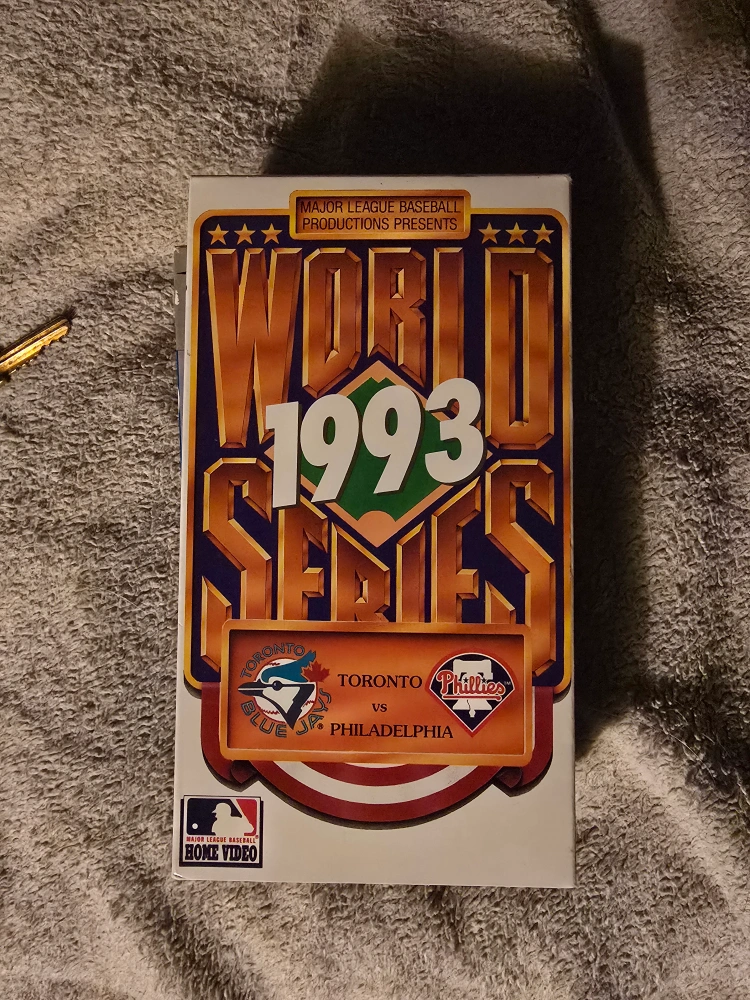 MAJOR LEAGUE BASEBALL
PRODUCTIONS PRESENTS
WORLD
1993
SERIES
TORONTO
BLUE JAYS
®
TORONTO
VS
PHILADELPHIA
Phillies
TM
MAJOR LEAGUE BASEBALL®
HOME VIDEO